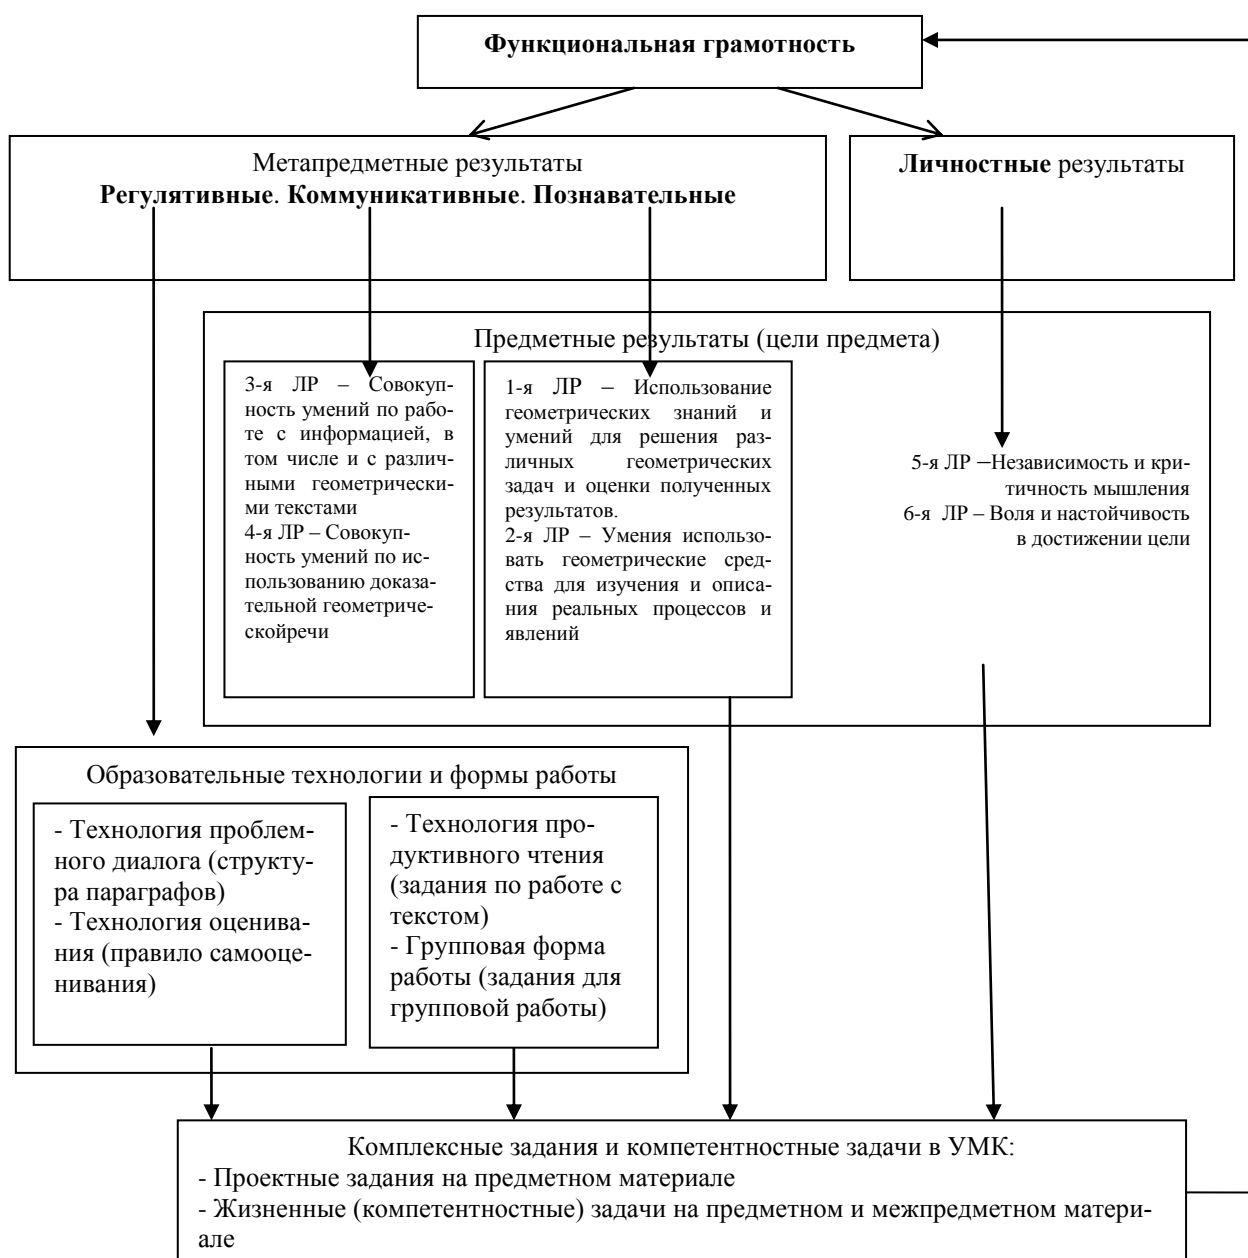 Функциональная грамотность
Метапредметные результаты
Регулятивные. Коммуникативные. Познавательные
Личностные результаты
Предметные результаты (цели предмета)
3-я ЛР – Совокуп-
ность умений по рабо-
те с информацией, в
том числе и с различ-
ными геометрически-
ми текстами
4-я ЛР – Совокуп-
ность умений по ис-
пользованию доказа-
тельной геометриче-
скойречи
1-я ЛР – Использование
геометрических знаний и
умений для решения раз-
личных геометрических
задач и оценки полученных
результатов.
2-я ЛР – Умения использо-
вать геометрические сред-
ства для изучения и описа-
ния реальных процессов и
явлений
5-я ЛР –Независимость и кри-
тичность мышления
6-я ЛР – Воля и настойчивость
в достижении цели
Образовательные технологии и формы работы
- Технология проблем-
ного диалога (структу-
ра параграфов)
- Технология оценива-
ния (правило самооце-
нивания)
- Технология про-
дуктивного чтения
(задания по работе с
текстом)
- Групповая форма
работы (задания для
групповой работы)
Комплексные задания и компетентностные задачи в УМК:
- Проектные задания на предметном материале
- Жизненные (компетентностные) задачи на предметном и межпредметном матери-
але